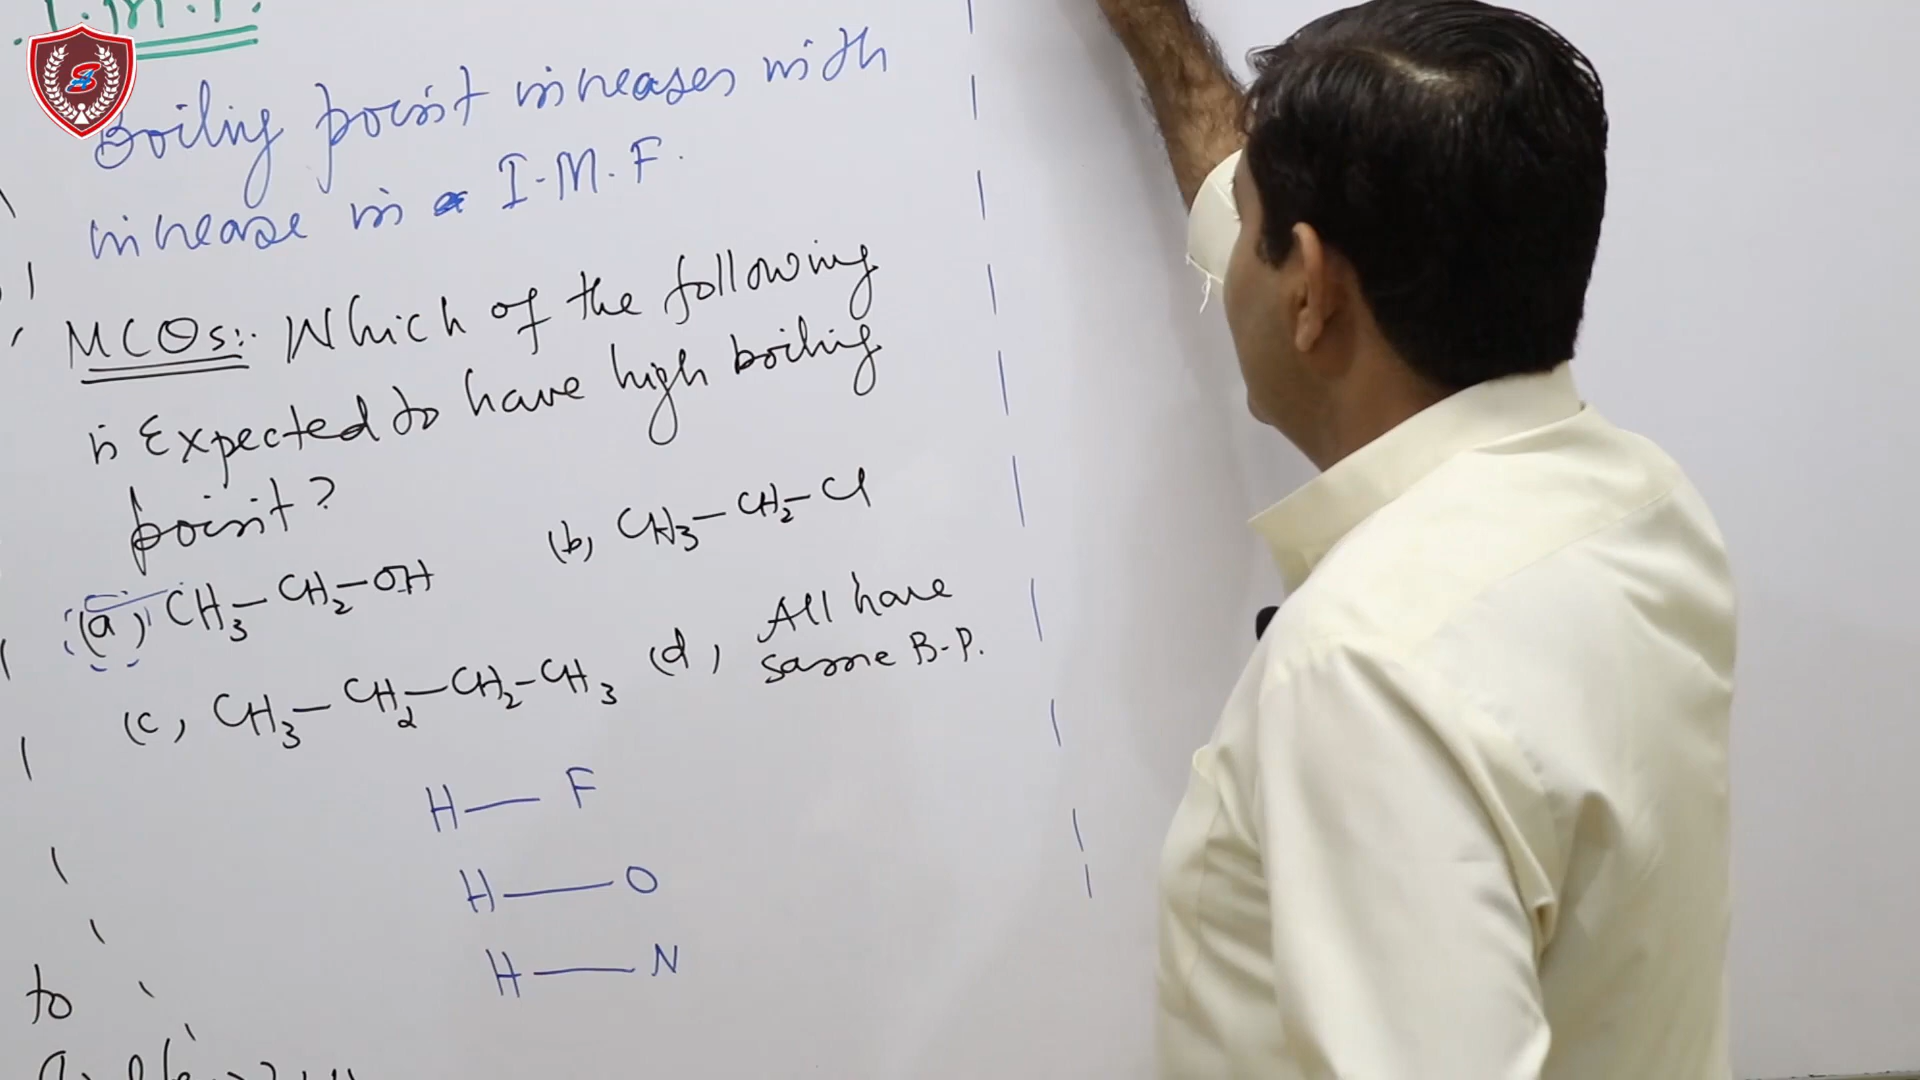 I.M.F.
Boiling point increases with
increase in I.M.F.
MCQs:. Which of the following
is Expected to have high boiling
point?
(a) CH₃—CH₂—OH
(b) CH₃—CH₂—Cl
(c) CH₃—CH₂—CH₂—CH₃
(d) All have
same B.P.
H—F
H—O
H—N
to